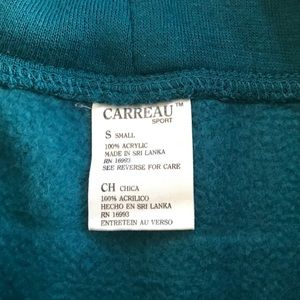 CARREAU™
SPORT
S SMALL
100% ACRYLIC
MADE IN SRI LANKA
RN 16993
SEE REVERSE FOR CARE
CH CHICA
100% ACRILICO
HECHO EN SRI LANKA
RN 16993
ENTRETEIN AU VERSO